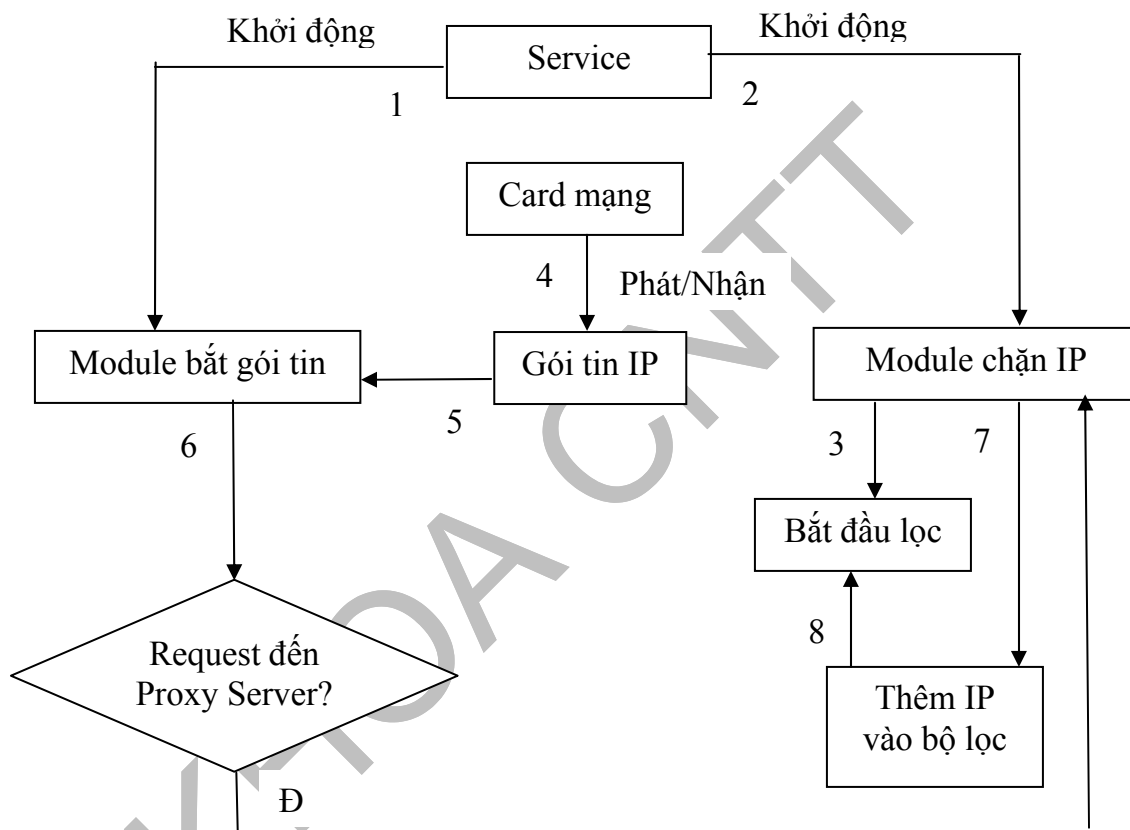 Khởi động
Khởi động
Service
1
2
Card mạng
4
Phát/Nhận
Module bắt gói tin
Gói tin IP
Module chặn IP
5
6
3
7
Bắt đầu lọc
8
Request đến
Proxy Server?
Thêm IP
vào bộ lọc
Đ
KHOA CNTT